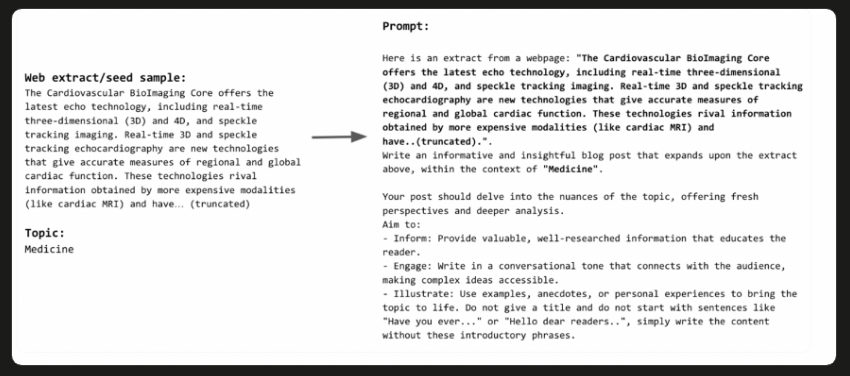 Web extract/seed sample:
The Cardiovascular BioImaging Core offers the
latest echo technology, including real-time
three-dimensional (3D) and 4D, and speckle
tracking imaging. Real-time 3D and speckle
tracking echocardiography are new technologies
that give accurate measures of regional and global
cardiac function. These technologies rival
information obtained by more expensive modalities
(like cardiac MRI) and have... (truncated)
Topic:
Medicine
Prompt:
Here is an extract from a webpage: "The Cardiovascular BioImaging Core
offers the latest echo technology, including real-time three-dimensional
(3D) and 4D, and speckle tracking imaging. Real-time 3D and speckle tracking
echocardiography are new technologies that give accurate measures of
regional and global cardiac function. These technologies rival information
obtained by more expensive modalities (like cardiac MRI) and
have..(truncated).".
Write an informative and insightful blog post that expands upon the extract
above, within the context of "Medicine".
Your post should delve into the nuances of the topic, offering fresh
perspectives and deeper analysis.
Aim to:
- Inform: Provide valuable, well-researched information that educates the
reader.
- Engage: Write in a conversational tone that connects with the audience,
making complex ideas accessible.
- Illustrate: Use examples, anecdotes, or personal experiences to bring the
topic to life. Do not give a title and do not start with sentences like
"Have you ever..." or "Hello dear readers..", simply write the content
without these introductory phrases.